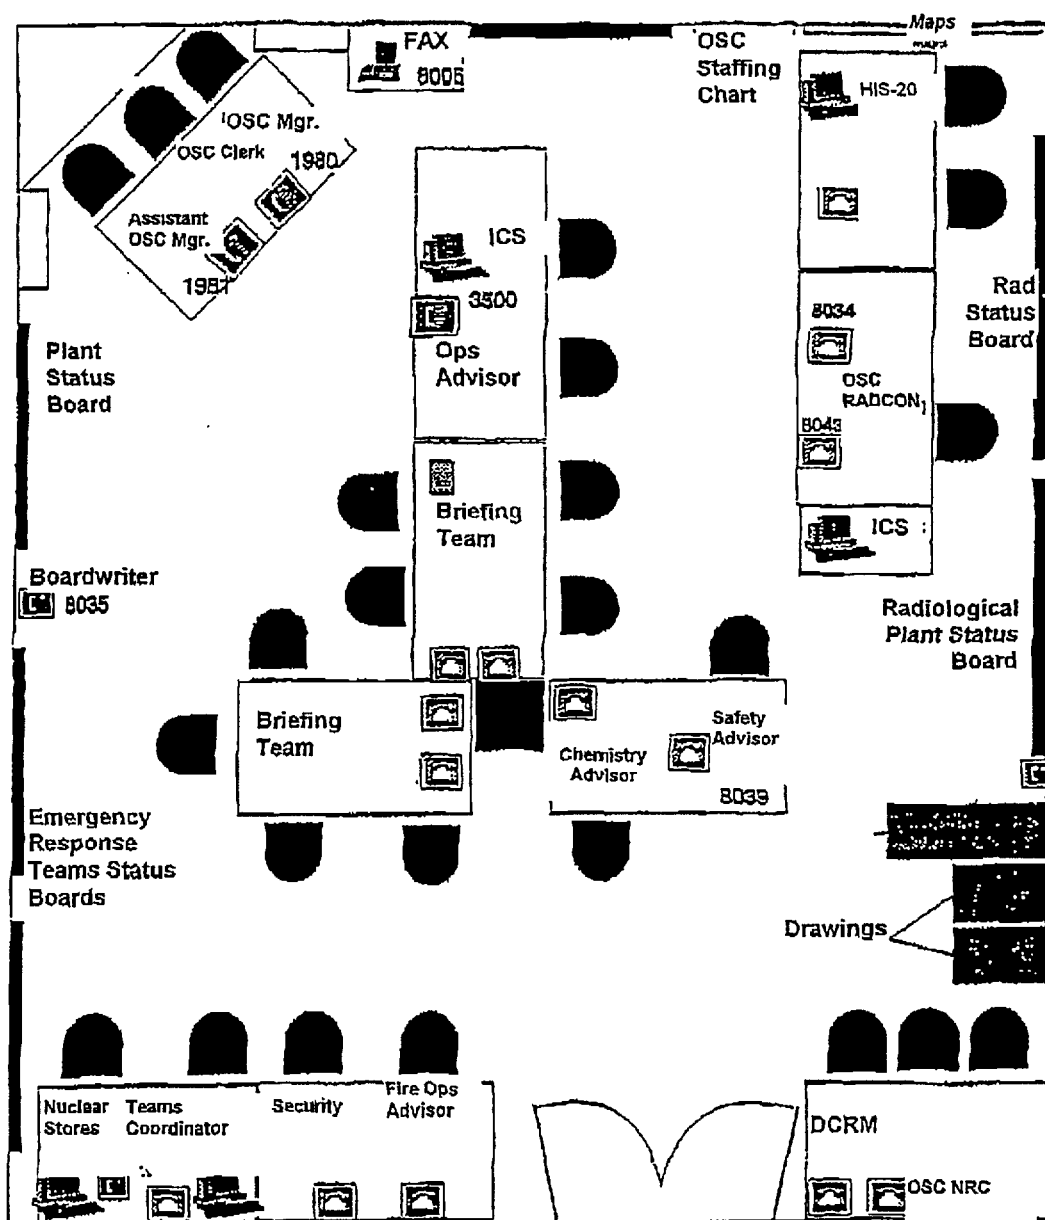 Maps
FAX
8005
OSC
Staffing
Chart
HIS-20
OSC Mgr.
OSC Clerk
1980
Assistant
OSC Mgr.
1981
ICS
3500
Ops
Advisor
8034
OSC
RADCON
8043
ICS
Rad
Status
Board
Plant
Status
Board
Briefing
Team
Boardwriter
8035
Radiological
Plant Status
Board
Briefing
Team
Safety
Advisor
Chemistry
Advisor
8039
Emergency
Response
Teams Status
Boards
Drawings
Nuclear
Stores
Teams
Coordinator
Security
Fire Ops
Advisor
DCRM
OSC NRC